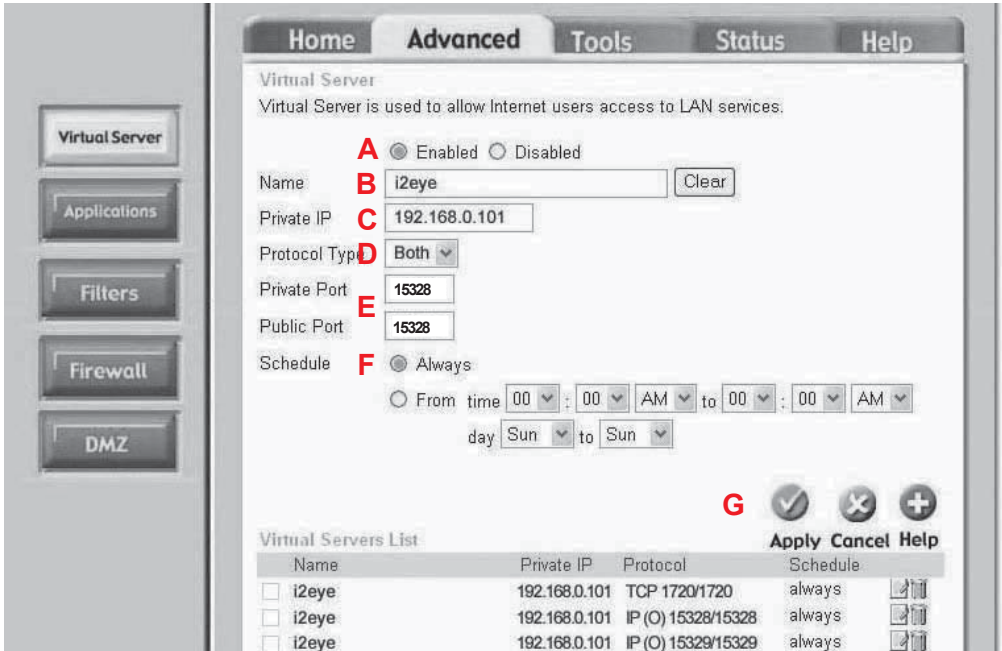 Home Advanced Tools Status Help
Virtual Server
Virtual Server is used to allow Internet users access to LAN services.
Virtual Server
Applications
Filters
Firewall
DMZ
A Enabled Disabled
Name B i2eye Clear
Private IP C 192.168.0.101
Protocol Type D Both
Private Port 15328
E
Public Port 15328
Schedule F Always
From time 00 : 00 AM to 00 : 00 AM
day Sun to Sun
G
Apply Cancel Help
Virtual Servers List
Name Private IP Protocol Schedule
i2eye 192.168.0.101 TCP 1720/1720 always
i2eye 192.168.0.101 IP (O) 15328/15328 always
i2eye 192.168.0.101 IP (O) 15329/15329 always